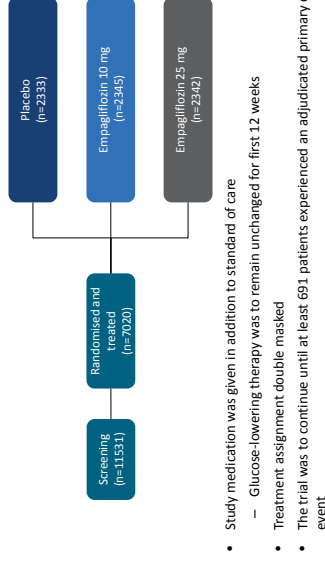 Screening
(n=11531)
Randomised and
treated
(n=7020)
Placebo
(n=2333)
Empagliflozin 10 mg
(n=2345)
Empagliflozin 25 mg
(n=2342)
• Study medication was given in addition to standard of care
– Glucose-lowering therapy was to remain unchanged for first 12 weeks
• Treatment assignment double masked
• The trial was to continue until at least 691 patients experienced an adjudicated primary
event